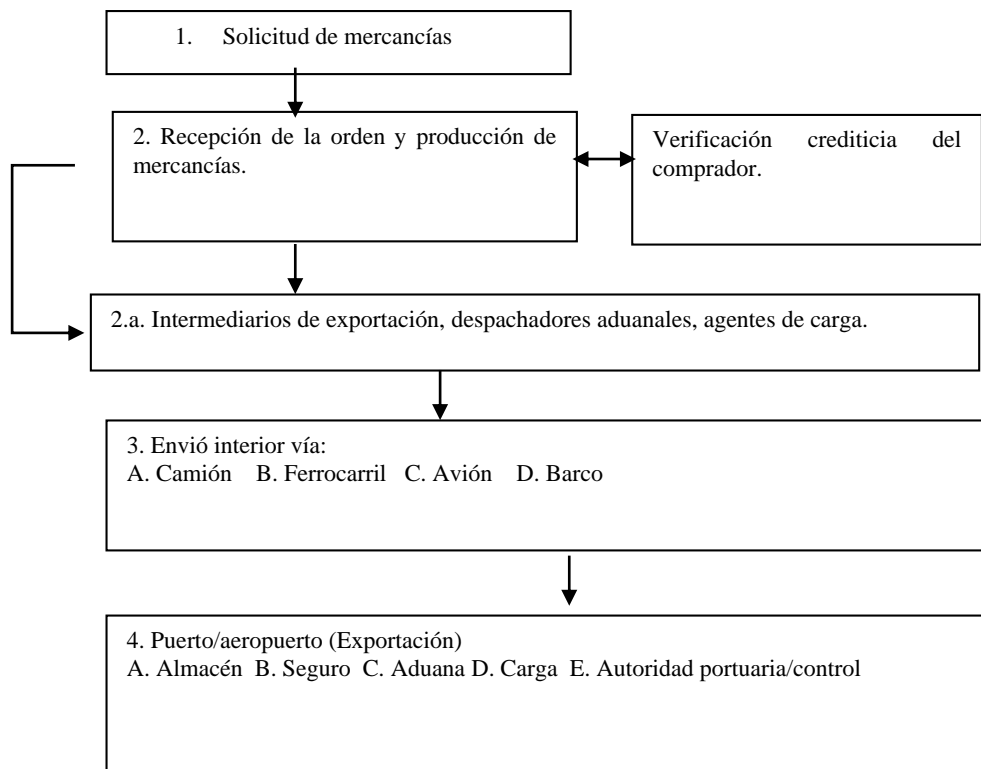 1. Solicitud de mercancías
2. Recepción de la orden y producción de
mercancías.
Verificación crediticia del
comprador.
2.a. Intermediarios de exportación, despachadores aduanales, agentes de carga.
3. Envió interior vía:
A. Camión B. Ferrocarril C. Avión D. Barco
4. Puerto/aeropuerto (Exportación)
A. Almacén B. Seguro C. Aduana D. Carga E. Autoridad portuaria/control